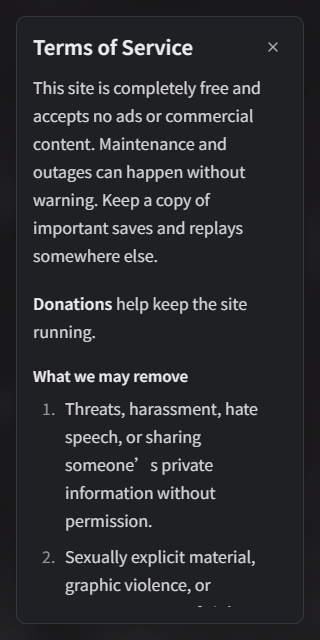 Terms of Service
This site is completely free and
accepts no ads or commercial
content. Maintenance and
outages can happen without
warning. Keep a copy of
important saves and replays
somewhere else.
Donations help keep the site
running.
What we may remove
1. Threats, harassment, hate
speech, or sharing
someone’s private
information without
permission.
2. Sexually explicit material,
graphic violence, or